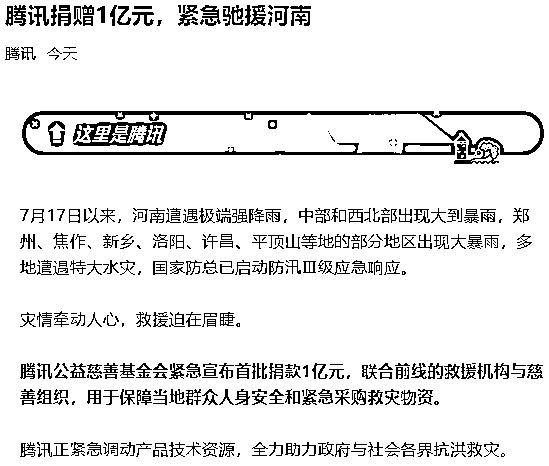 腾讯捐赠1亿元，紧急驰援河南
腾讯 今天
这里是腾讯
7月17日以来，河南遭遇极端强降雨，中部和西北部出现大到暴雨，郑
州、焦作、新乡、洛阳、许昌、平顶山等地的部分地区出现大暴雨，多
地遭遇特大水灾，国家防总已启动防汛Ⅲ级应急响应。
灾情牵动人心，救援迫在眉睫。
腾讯公益慈善基金会紧急宣布首批捐款1亿元，联合前线的救援机构与慈
善组织，用于保障当地群众人身安全和紧急采购救灾物资。
腾讯正紧急调动产品技术资源，全力助力政府与社会各界抗洪救灾。